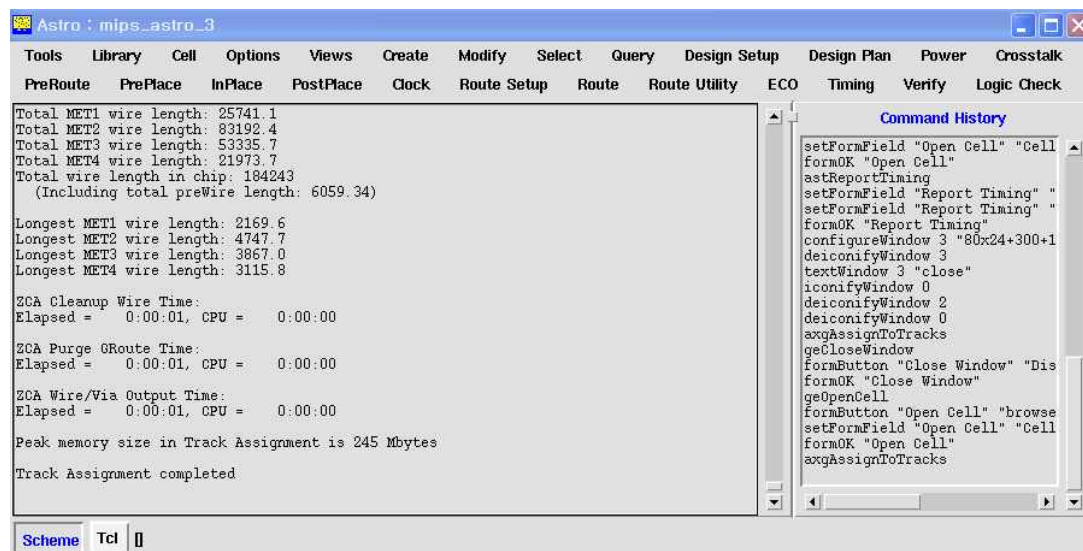 Astro : mips_astro_3
Tools Library Cell Options Views Create Modify Select Query Design Setup Design Plan Power Crosstalk
PreRoute PrePlace InPlace PostPlace Clock Route Setup Route Route Utility ECO Timing Verify Logic Check
Total MET1 wire length: 25741.1
Total MET2 wire length: 83192.4
Total MET3 wire length: 53335.7
Total MET4 wire length: 21973.7
Total wire length in chip: 184243
(Including total preWire length: 6059.34)
Longest MET1 wire length: 2169.6
Longest MET2 wire length: 4747.7
Longest MET3 wire length: 3867.0
Longest MET4 wire length: 3115.8
ZCA Cleanup Wire Time:
Elapsed = 0:00:01, CPU = 0:00:00
ZCA Purge GRoute Time:
Elapsed = 0:00:01, CPU = 0:00:00
ZCA Wire/Via Output Time:
Elapsed = 0:00:01, CPU = 0:00:00
Peak memory size in Track Assignment is 245 Mbytes
Track Assignment completed
Command History
setFormField "Open Cell" "Cell
formOK "Open Cell"
astReportTiming
setFormField "Report Timing" "
setFormField "Report Timing" "
formOK "Report Timing"
configureWindow 3 "80x24+300+1
deiconifyWindow 3
textWindow 3 "close"
iconifyWindow 0
deiconifyWindow 2
deiconifyWindow 0
axgAssignToTracks
geCloseWindow
formButton "Close Window" "Dis
formOK "Close Window"
geOpenCell
formButton "Open Cell" "browse
setFormField "Open Cell" "Cell
formOK "Open Cell"
axgAssignToTracks
Scheme Tcl []